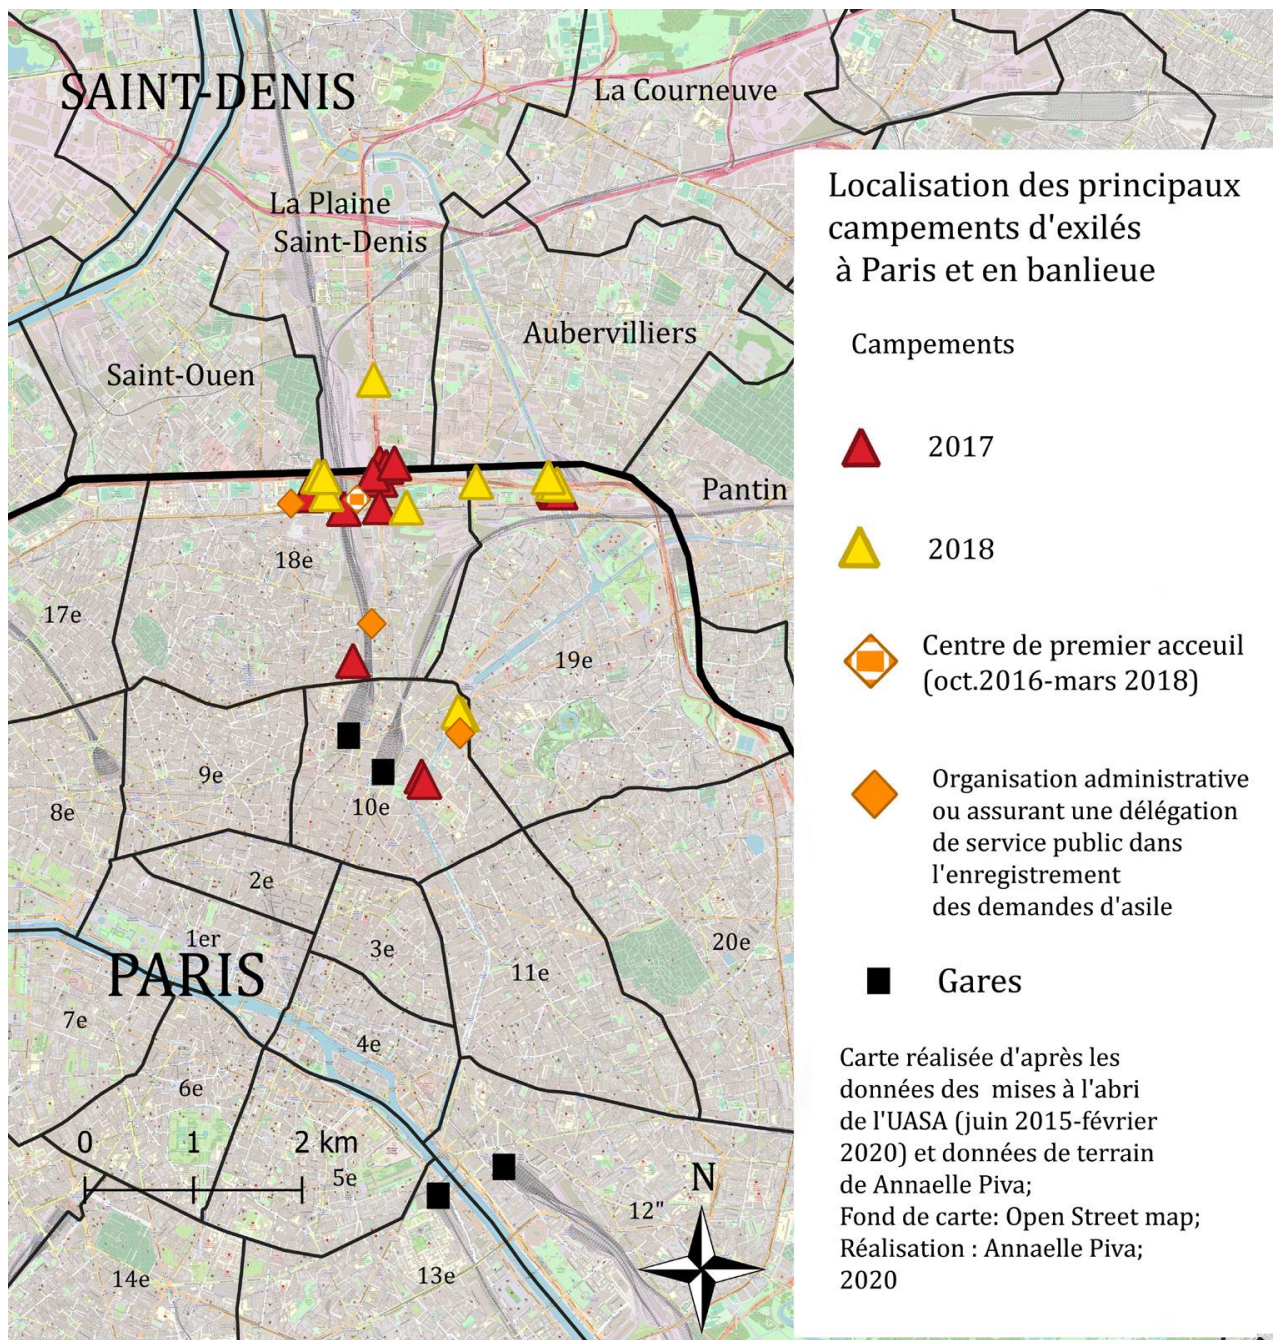 SAINT-DENIS
La Courneuve
La Plaine
Saint-Denis
Aubervilliers
Saint-Ouen
Pantin
18e
17e
19e
9e
10e
8e
2e
1er
3e
20e
PARIS
11e
7e
4e
6e
0 1 2 km
5e
N
12"
13e
14e
Localisation des principaux
campements d'exilés
à Paris et en banlieue
Campements
2017
2018
Centre de premier acceuil
(oct.2016-mars 2018)
Organisation administrative
ou assurant une délégation
de service public dans
l'enregistrement
des demandes d'asile
Gares
Carte réalisée d'après les
données des mises à l'abri
de l'UASA (juin 2015-février
2020) et données de terrain
de Annaelle Piva;
Fond de carte: Open Street map;
Réalisation : Annaelle Piva;
2020